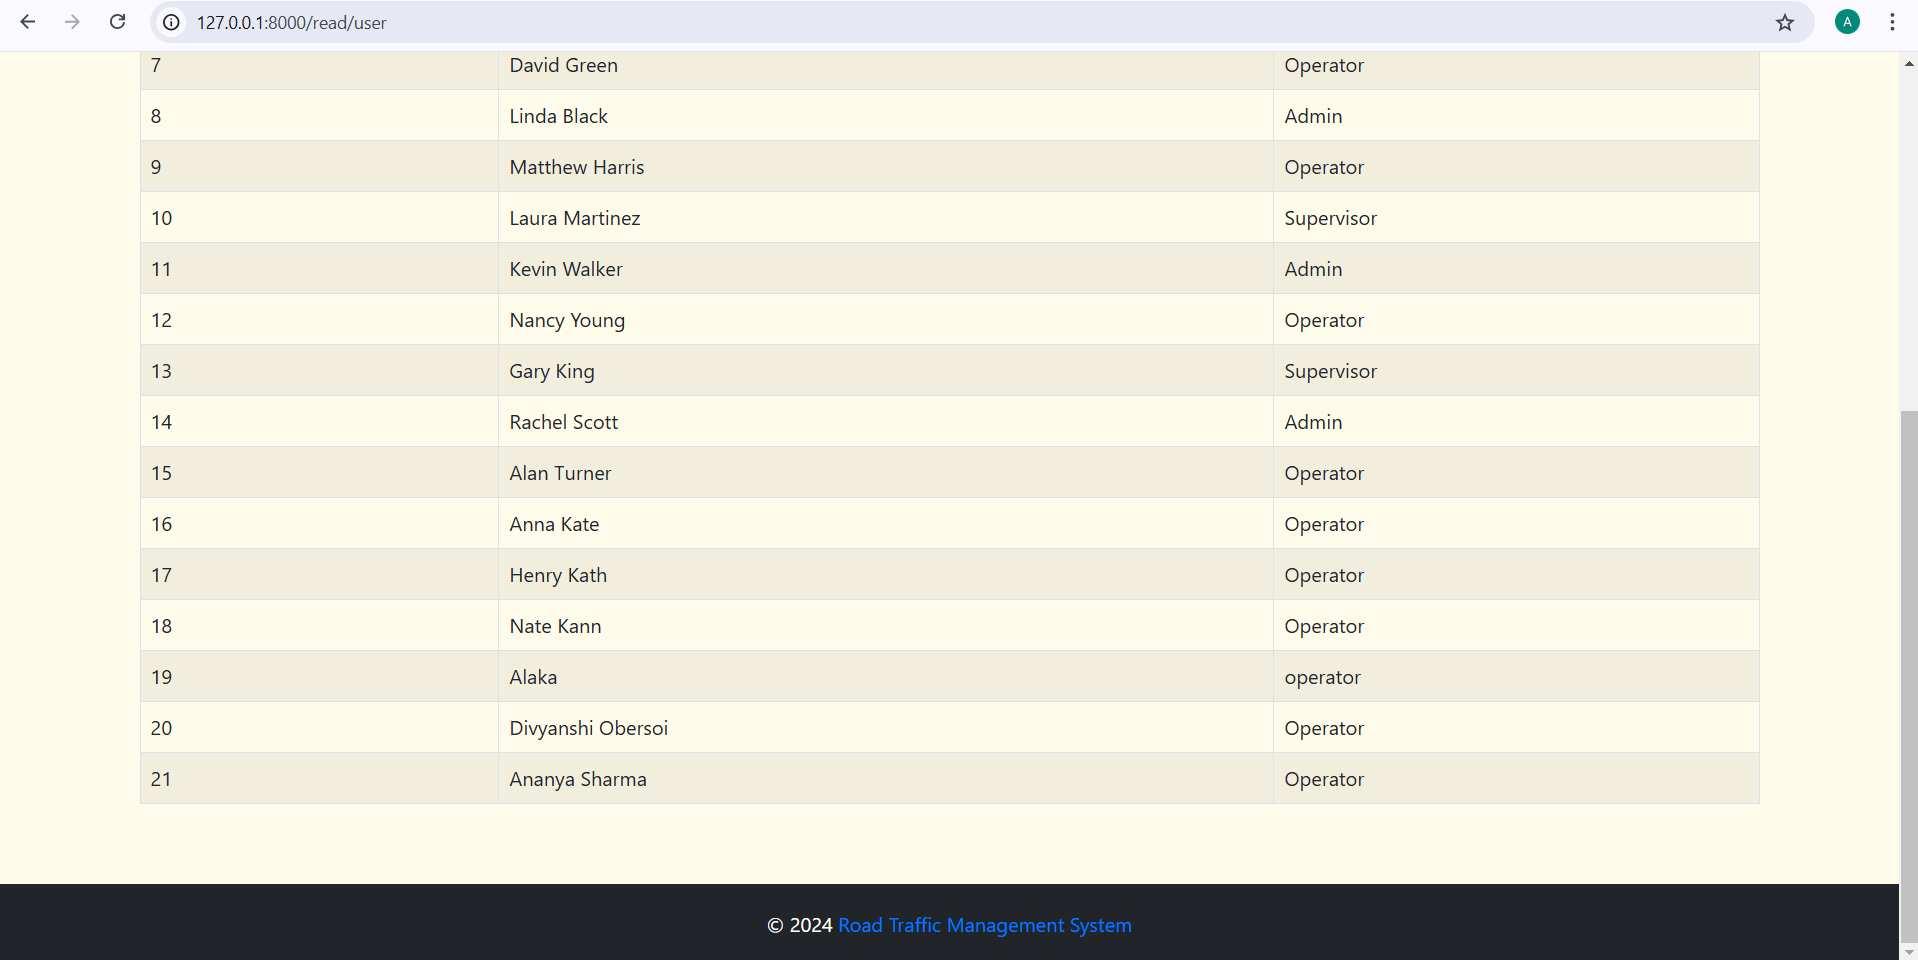 127.0.0.1:8000/read/user
A
7 David Green Operator
8 Linda Black Admin
9 Matthew Harris Operator
10 Laura Martinez Supervisor
11 Kevin Walker Admin
12 Nancy Young Operator
13 Gary King Supervisor
14 Rachel Scott Admin
15 Alan Turner Operator
16 Anna Kate Operator
17 Henry Kath Operator
18 Nate Kann Operator
19 Alaka operator
20 Divyanshi Obersoi Operator
21 Ananya Sharma Operator
© 2024 Road Traffic Management System